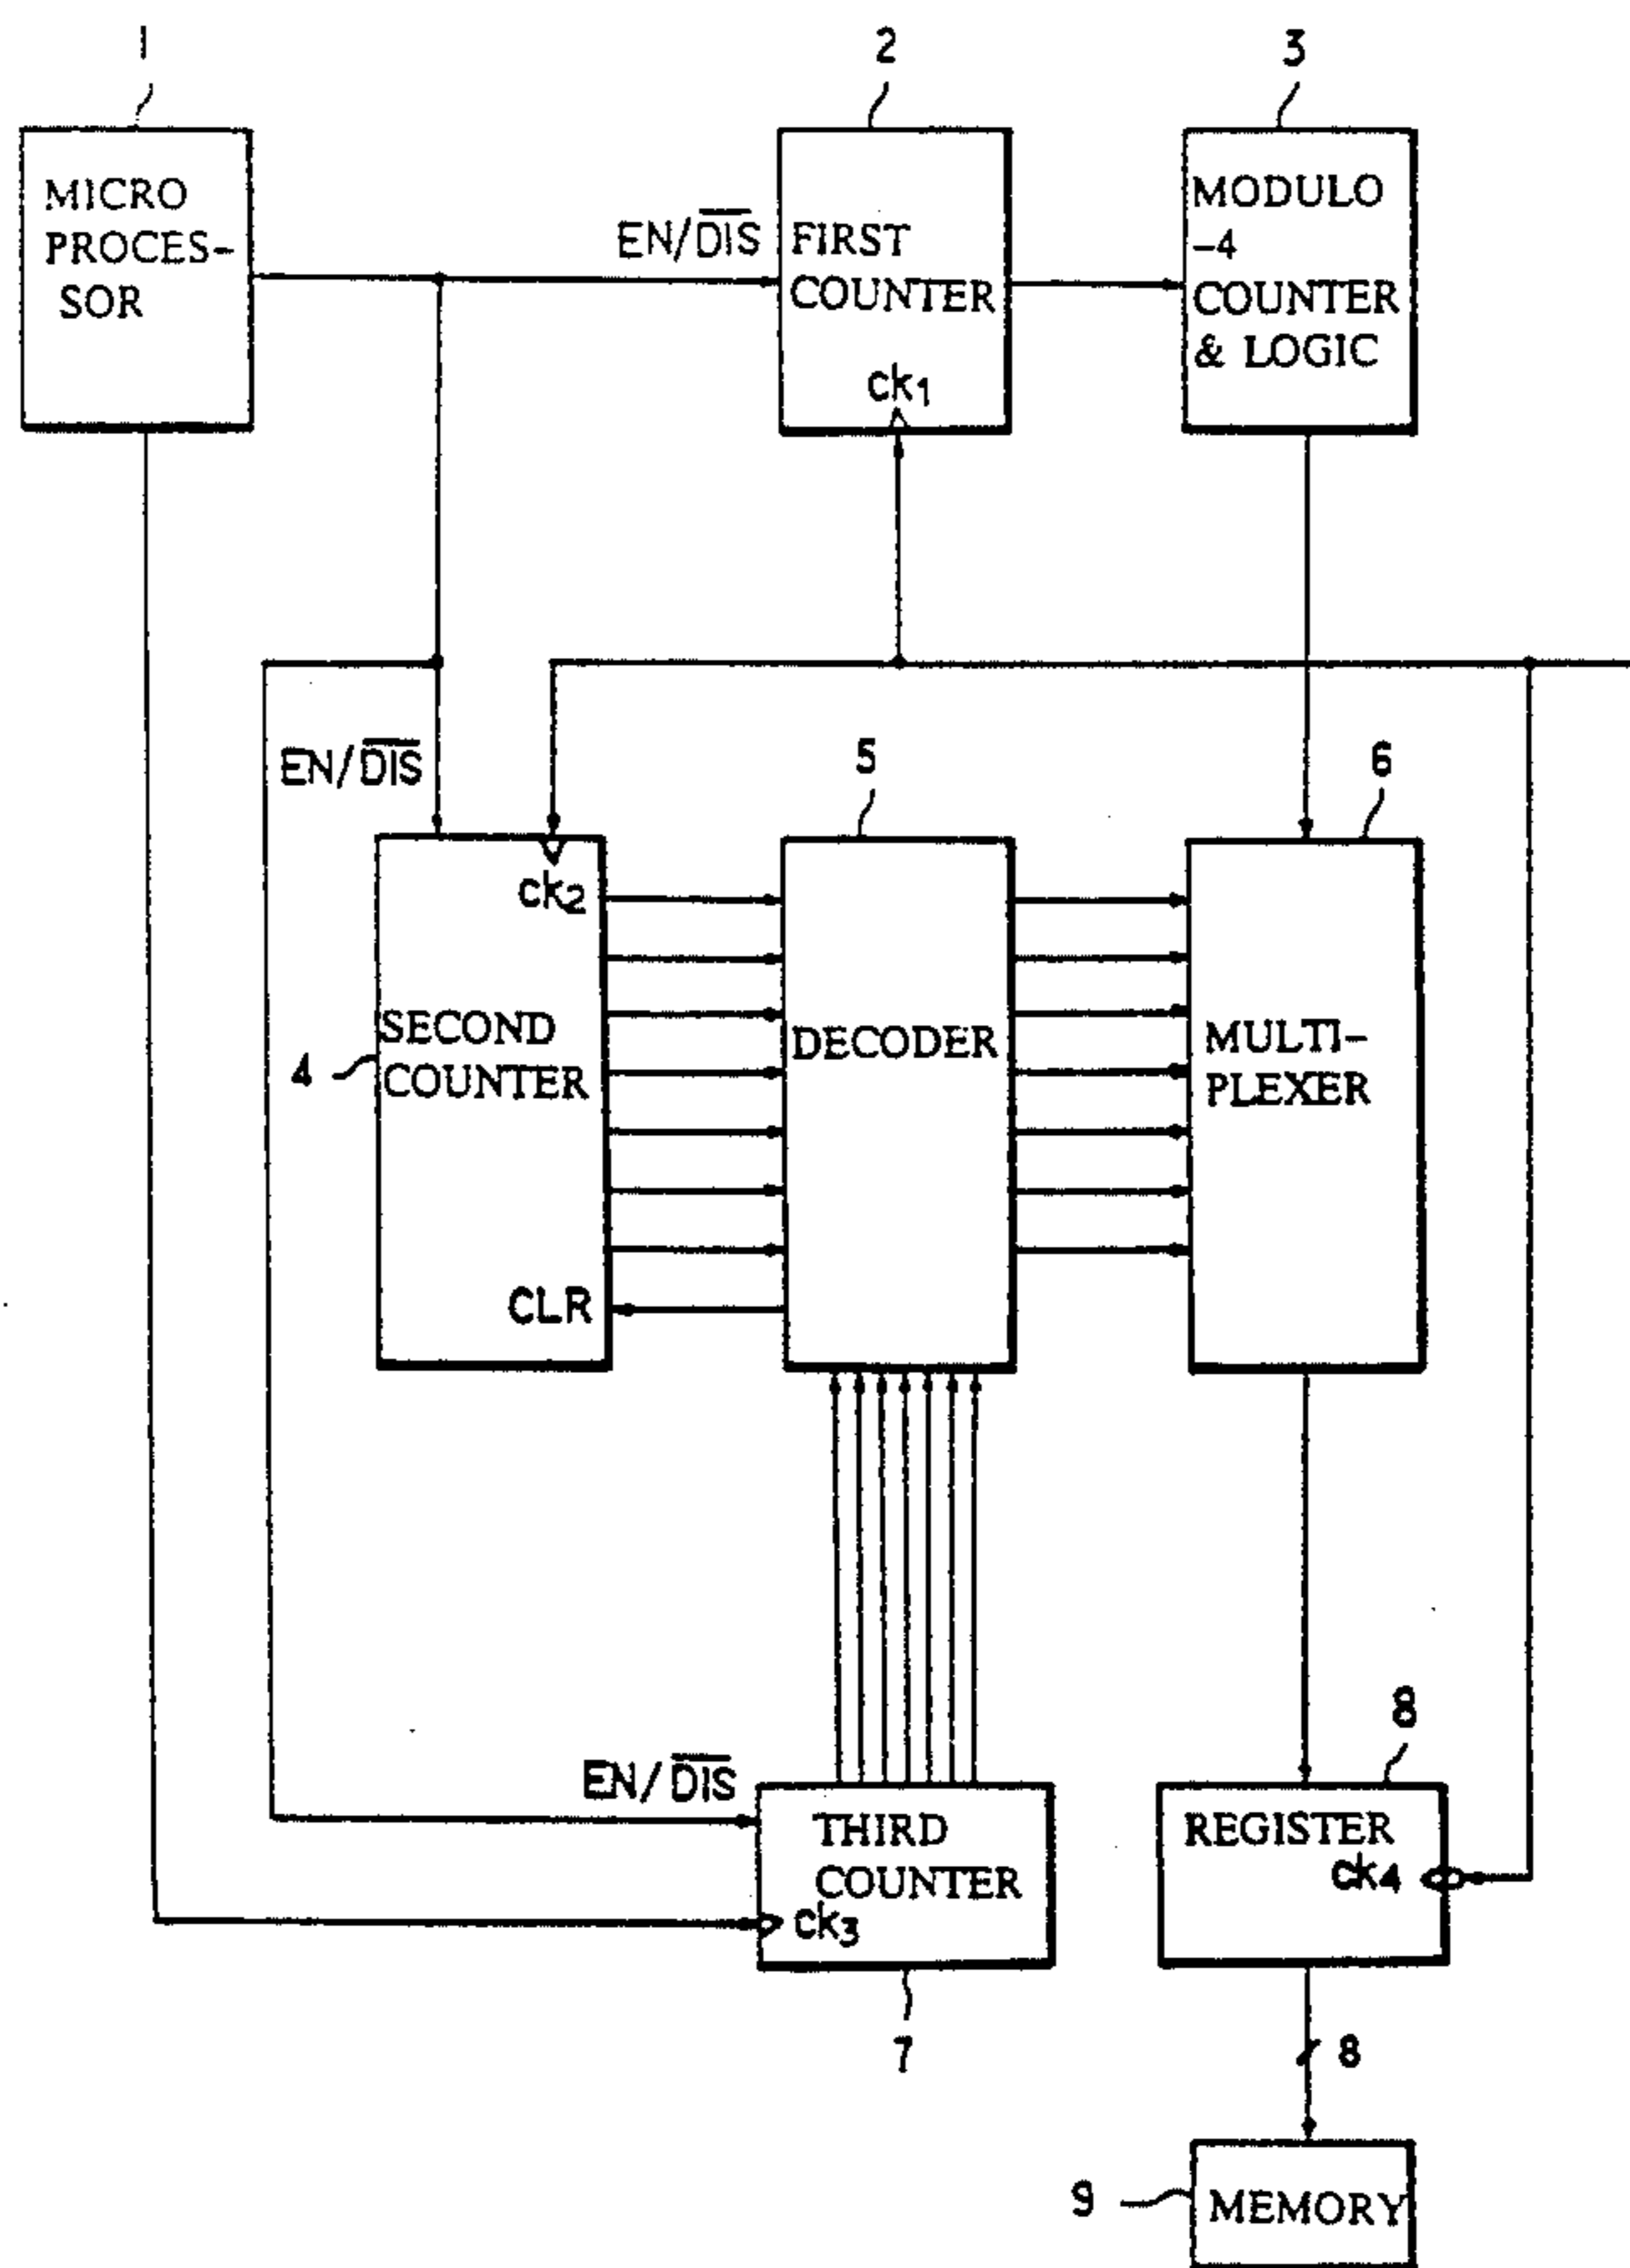 1
2
3
MICRO
PROCES-
SOR
EN/DIS
FIRST
COUNTER
ck1
MODULO
-4
COUNTER
& LOGIC
EN/DIS
5
6
ck2
SECOND
COUNTER
4
DECODER
MULTI-
PLEXER
CLR
8
EN/DIS
THIRD
COUNTER
ck3
REGISTER
ck4
7
8
9
MEMORY